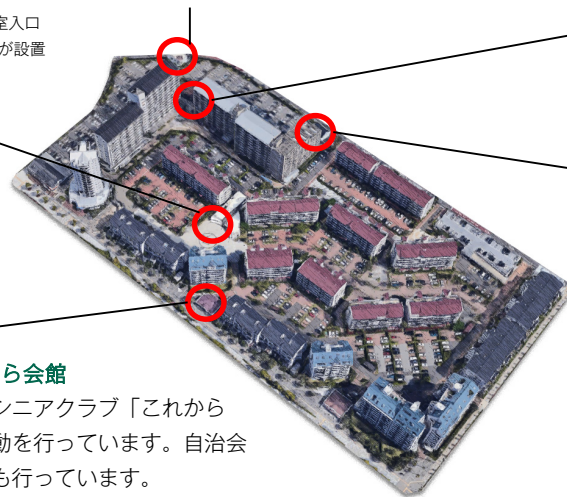 室入口
が設置
ら会館
シニアクラブ「これから
動を行っています。自治会
も行っています。